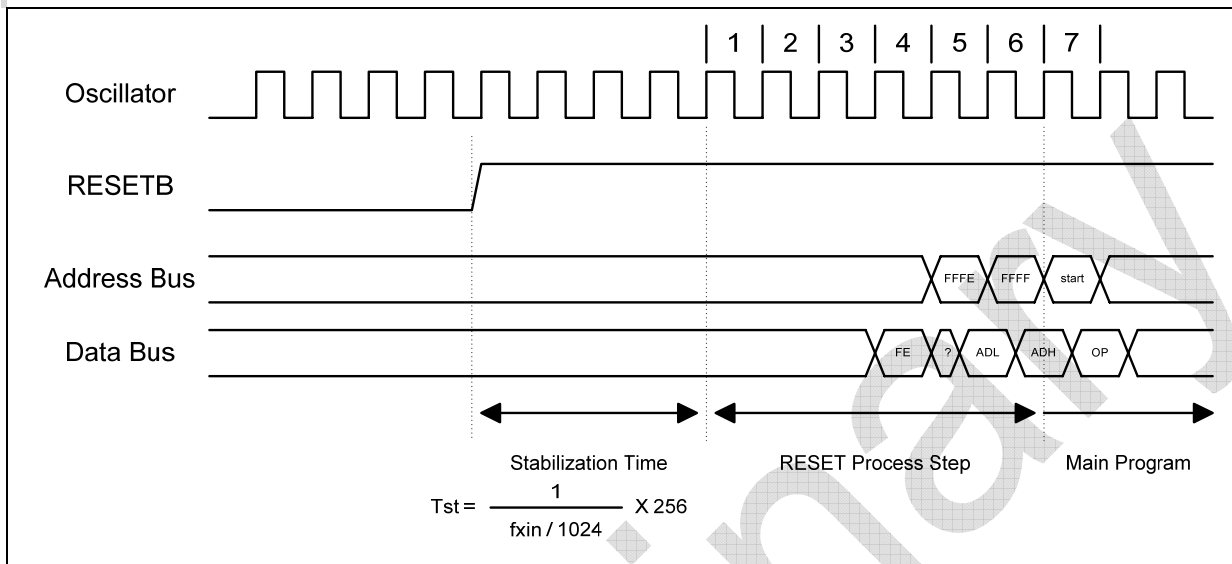 1 2 3 4 5 6 7
Oscillator
RESETB
Address Bus
FFFE FFFF start
Data Bus
FE ? ADL ADH OP
Stabilization Time
RESET Process Step
Main Program
Tst = 1 X 256
fxin / 1024